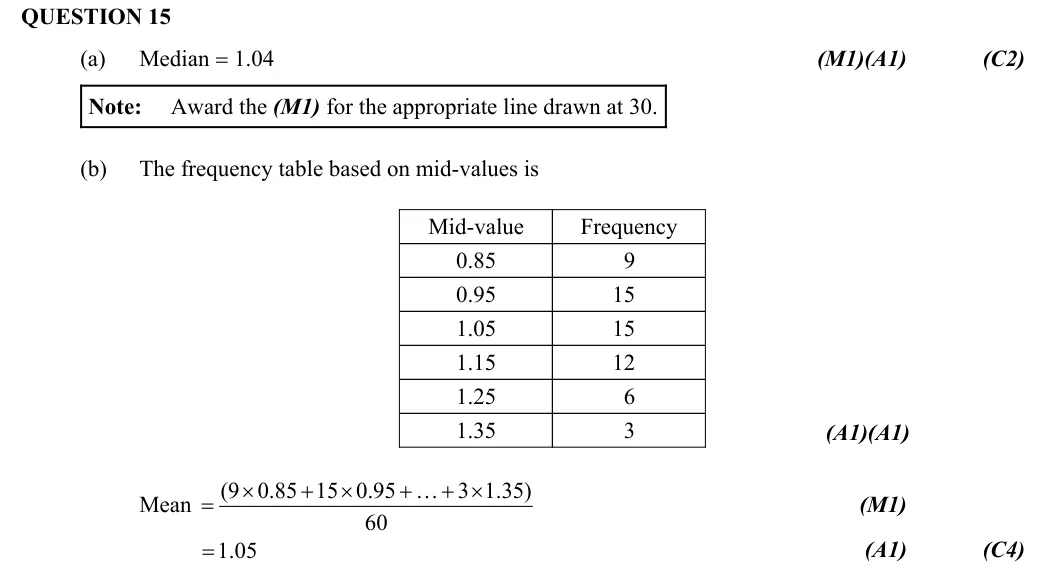 QUESTION 15
(a) Median = 1.04 (M1)(A1) (C2)
Note: Award the (M1) for the appropriate line drawn at 30.
(b) The frequency table based on mid-values is
Mid-value Frequency
0.85 9
0.95 15
1.05 15
1.15 12
1.25 6
1.35 3 (A1)(A1)
Mean = (9×0.85+15×0.95+…+3×1.35) / 60 (M1)
=1.05 (A1) (C4)